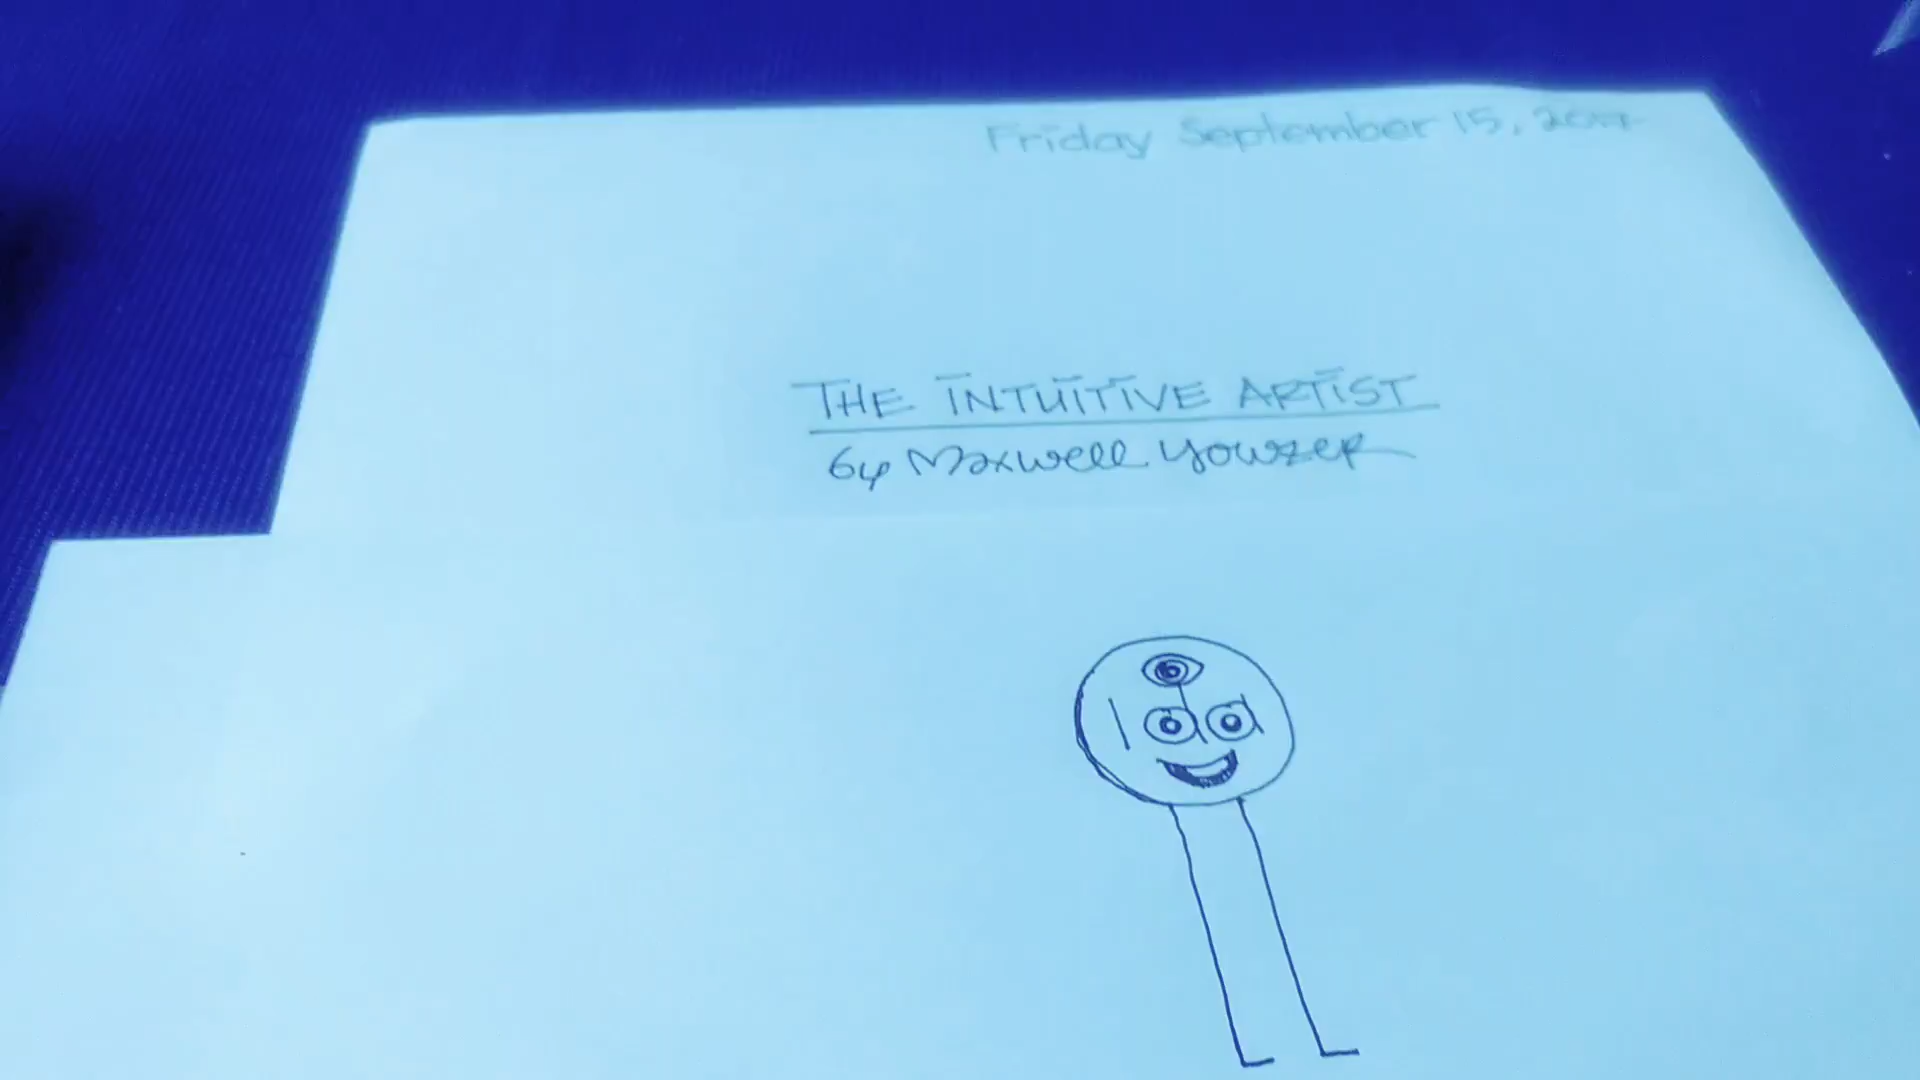 Friday September 15, 2017
THE INTUITIVE ARTIST
by Maxwell Yowzer